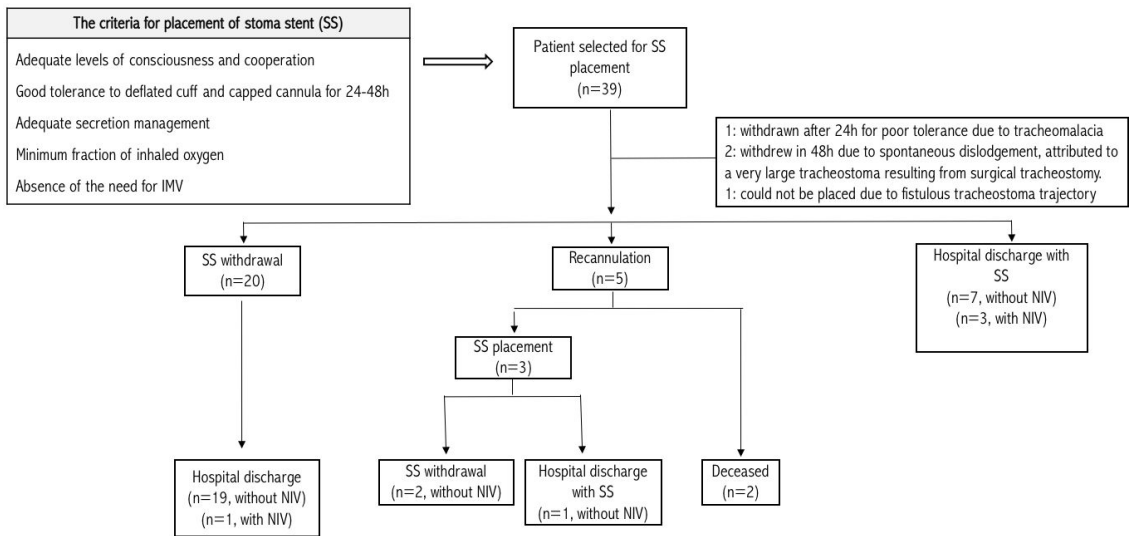 The criteria for placement of stoma stent (SS)
Adequate levels of consciousness and cooperation
Good tolerance to deflated cuff and capped cannula for 24-48h
Adequate secretion management
Minimum fraction of inhaled oxygen
Absence of the need for IMV
Patient selected for SS
placement
(n=39)
1: withdrawn after 24h for poor tolerance due to tracheomalacia
2: withdrew in 48h due to spontaneous dislodgement, attributed to
a very large tracheostoma resulting from surgical tracheostomy.
1: could not be placed due to fistulous tracheostoma trajectory
SS withdrawal
(n=20)
Recannulation
(n=5)
Hospital discharge with
SS
(n=7, without NIV)
(n=3, with NIV)
SS placement
(n=3)
Hospital discharge
(n=19, without NIV)
(n=1, with NIV)
SS withdrawal
(n=2, without NIV)
Hospital discharge
with SS
(n=1, without NIV)
Deceased
(n=2)